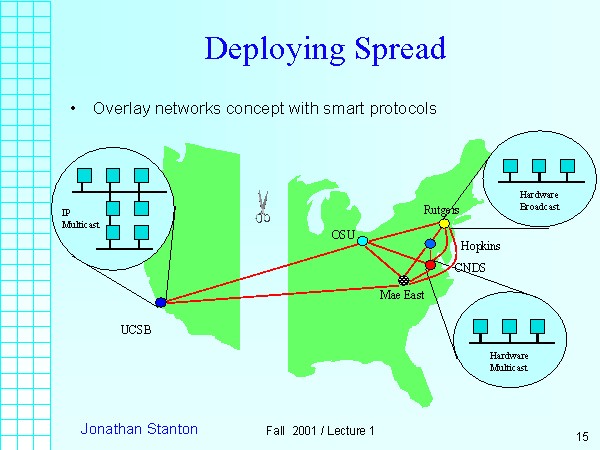 Deploying Spread
• Overlay networks concept with smart protocols
Hardware
Broadcast
IP
Multicast
Rutgers
OSU
Hopkins
CNDS
Mae East
UCSB
Hardware
Multicast
Jonathan Stanton
Fall 2001 / Lecture 1
15